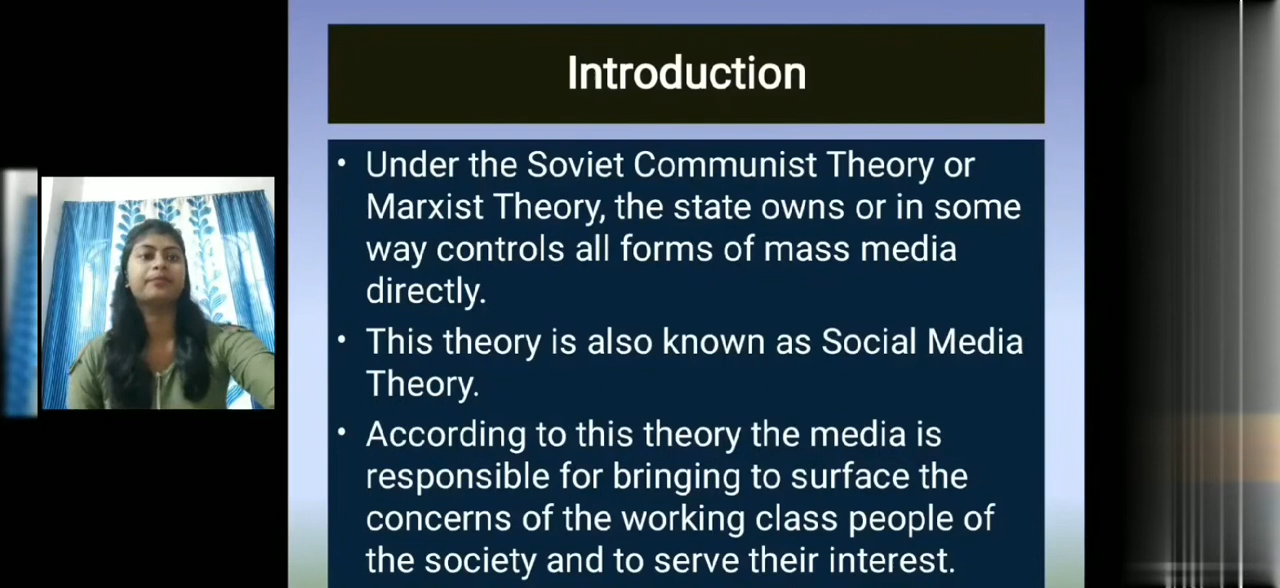 Introduction
• Under the Soviet Communist Theory or
Marxist Theory, the state owns or in some
way controls all forms of mass media
directly.
• This theory is also known as Social Media
Theory.
• According to this theory the media is
responsible for bringing to surface the
concerns of the working class people of
the society and to serve their interest.